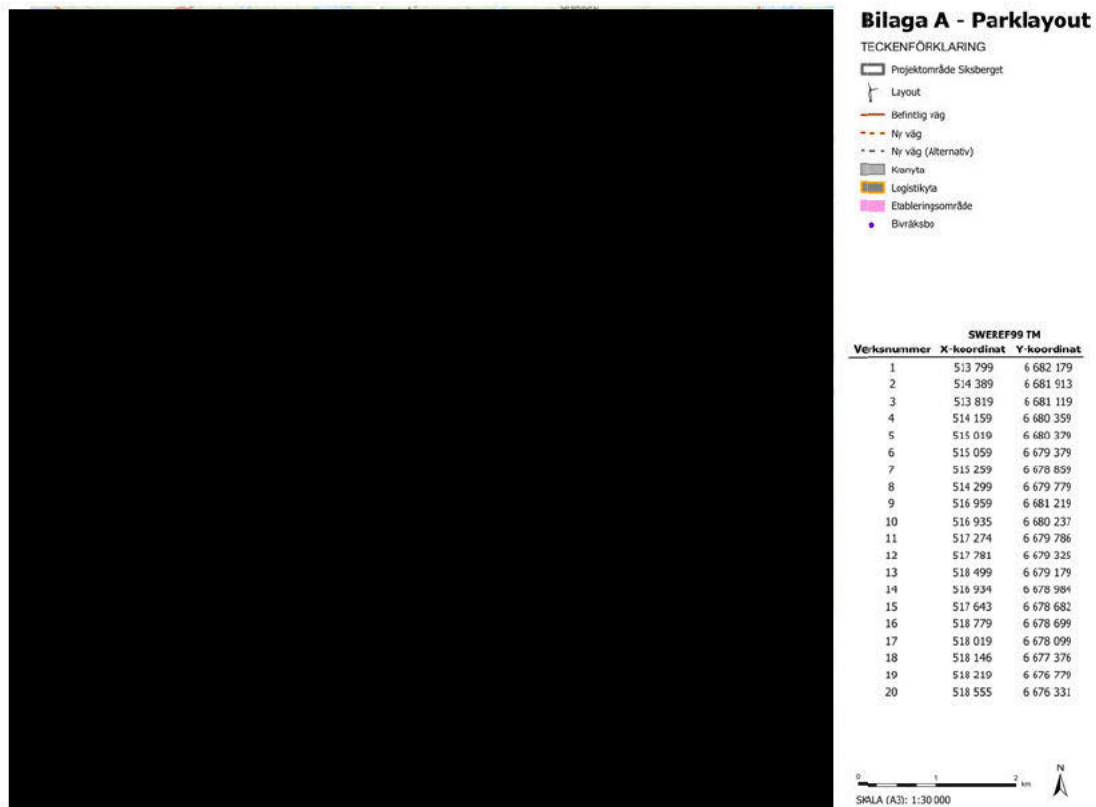 Bilaga A - Parklayout
TECKENFÖRKLARING
Projektområde Siksberget
Layout
Befintlig väg
Ny väg
Ny väg (Alternativ)
Kranyta
Logistikyta
Etableringsområde
Bivråksbo
SWEREF99 TM
Verksnummer X-koordinat Y-koordinat
1 513 799 6 682 179
2 514 389 6 681 913
3 513 819 6 681 119
4 514 159 6 680 359
5 515 019 6 680 379
6 515 059 6 679 379
7 515 259 6 678 859
8 514 299 6 679 779
9 516 959 6 681 219
10 516 935 6 680 237
11 517 274 6 679 786
12 517 781 6 679 325
13 518 499 6 679 179
14 516 934 6 678 984
15 517 643 6 678 682
16 518 779 6 678 699
17 518 019 6 678 099
18 518 146 6 677 376
19 518 219 6 676 779
20 518 555 6 676 331
N
0 1 2 km
SKALA (A3): 1:30 000